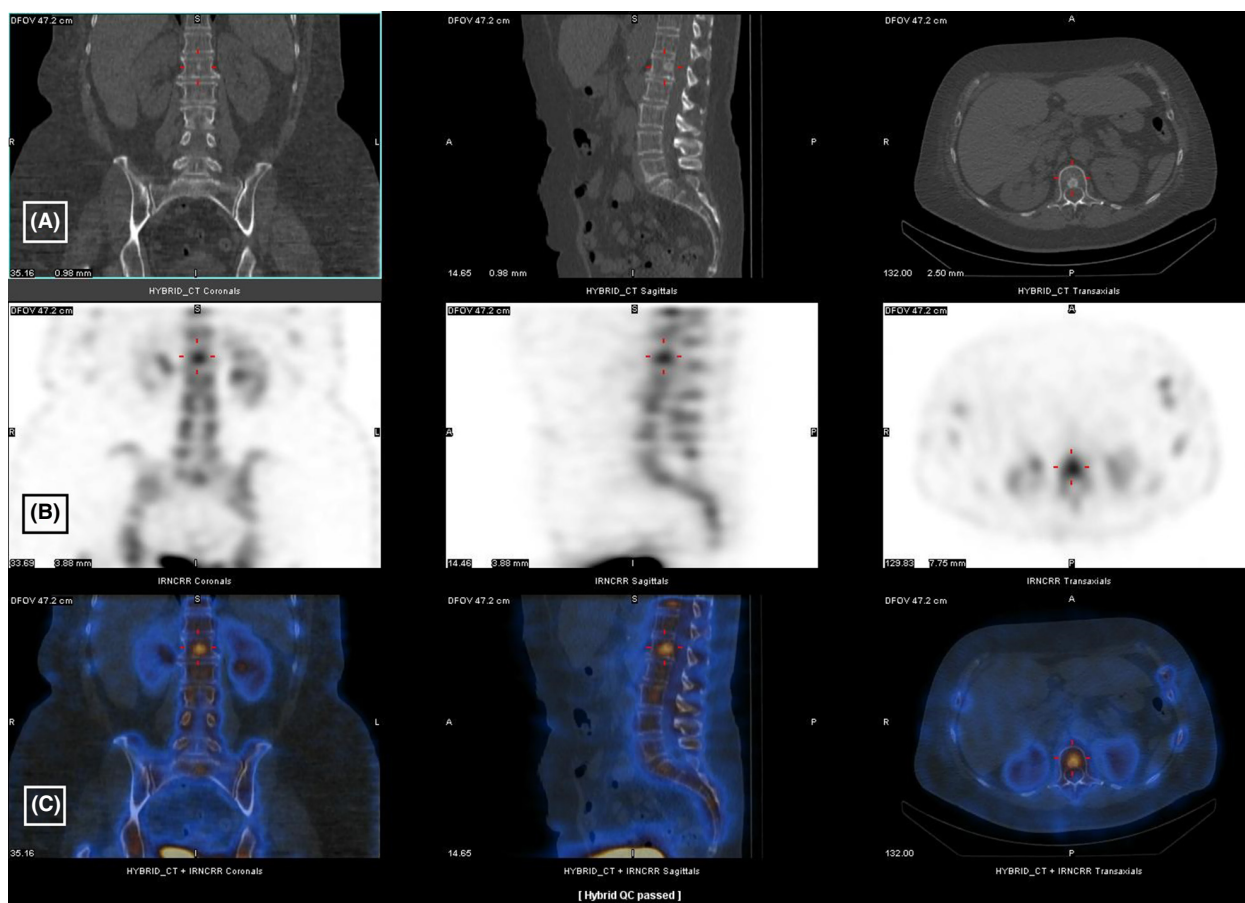 DFOV 47.2 cm S DFOV 47.2 cm S DFOV 47.2 cm A
R L A P R
(A)
35.16 0.98 mm I 14.65 0.98 mm I 132.00 2.50 mm P
HYBRID_CT Coronals HYBRID_CT Sagittals HYBRID_CT Transaxials
DFOV 47.2 cm S DFOV 47.2 cm S DFOV 47.2 cm A
R L A P R
(B)
33.69 3.88 mm I 14.46 3.88 mm I 129.83 7.75 mm P
IRNCRR Coronals IRNCRR Sagittals IRNCRR Transaxials
DFOV 47.2 cm S DFOV 47.2 cm S DFOV 47.2 cm A
R L A P R
(C)
35.16 I 14.65 I 132.00 P
HYBRID_CT + IRNCRR Coronals HYBRID_CT + IRNCRR Sagittals HYBRID_CT + IRNCRR Transaxials
[ Hybrid QC passed ]